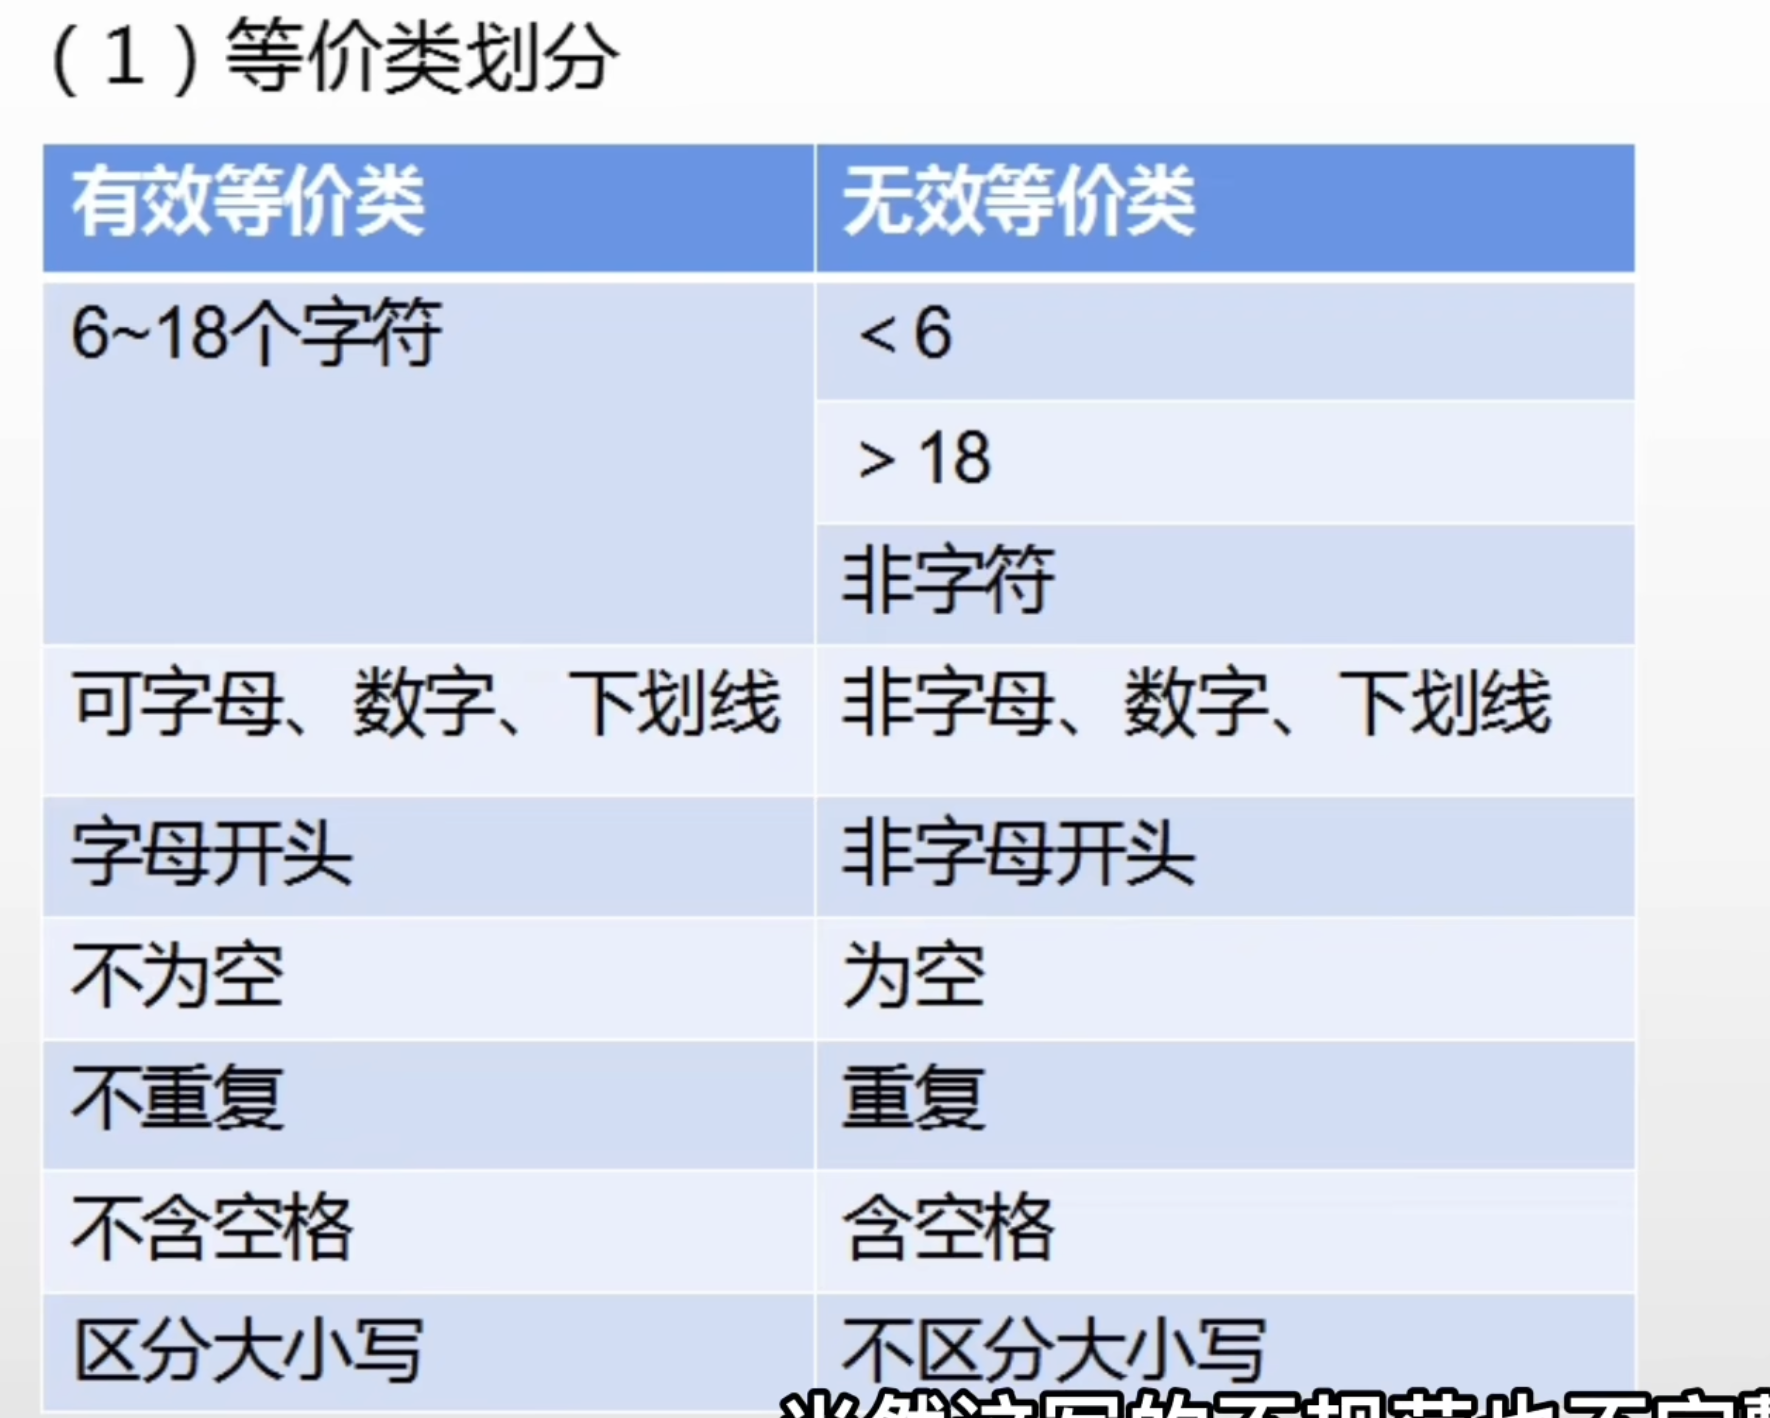 （1）等价类划分
有效等价类 无效等价类
6~18个字符 ＜6
＞18
非字符
可字母、数字、下划线 非字母、数字、下划线
字母开头 非字母开头
不为空 为空
不重复 重复
不含空格 含空格
区分大小写 不区分大小写